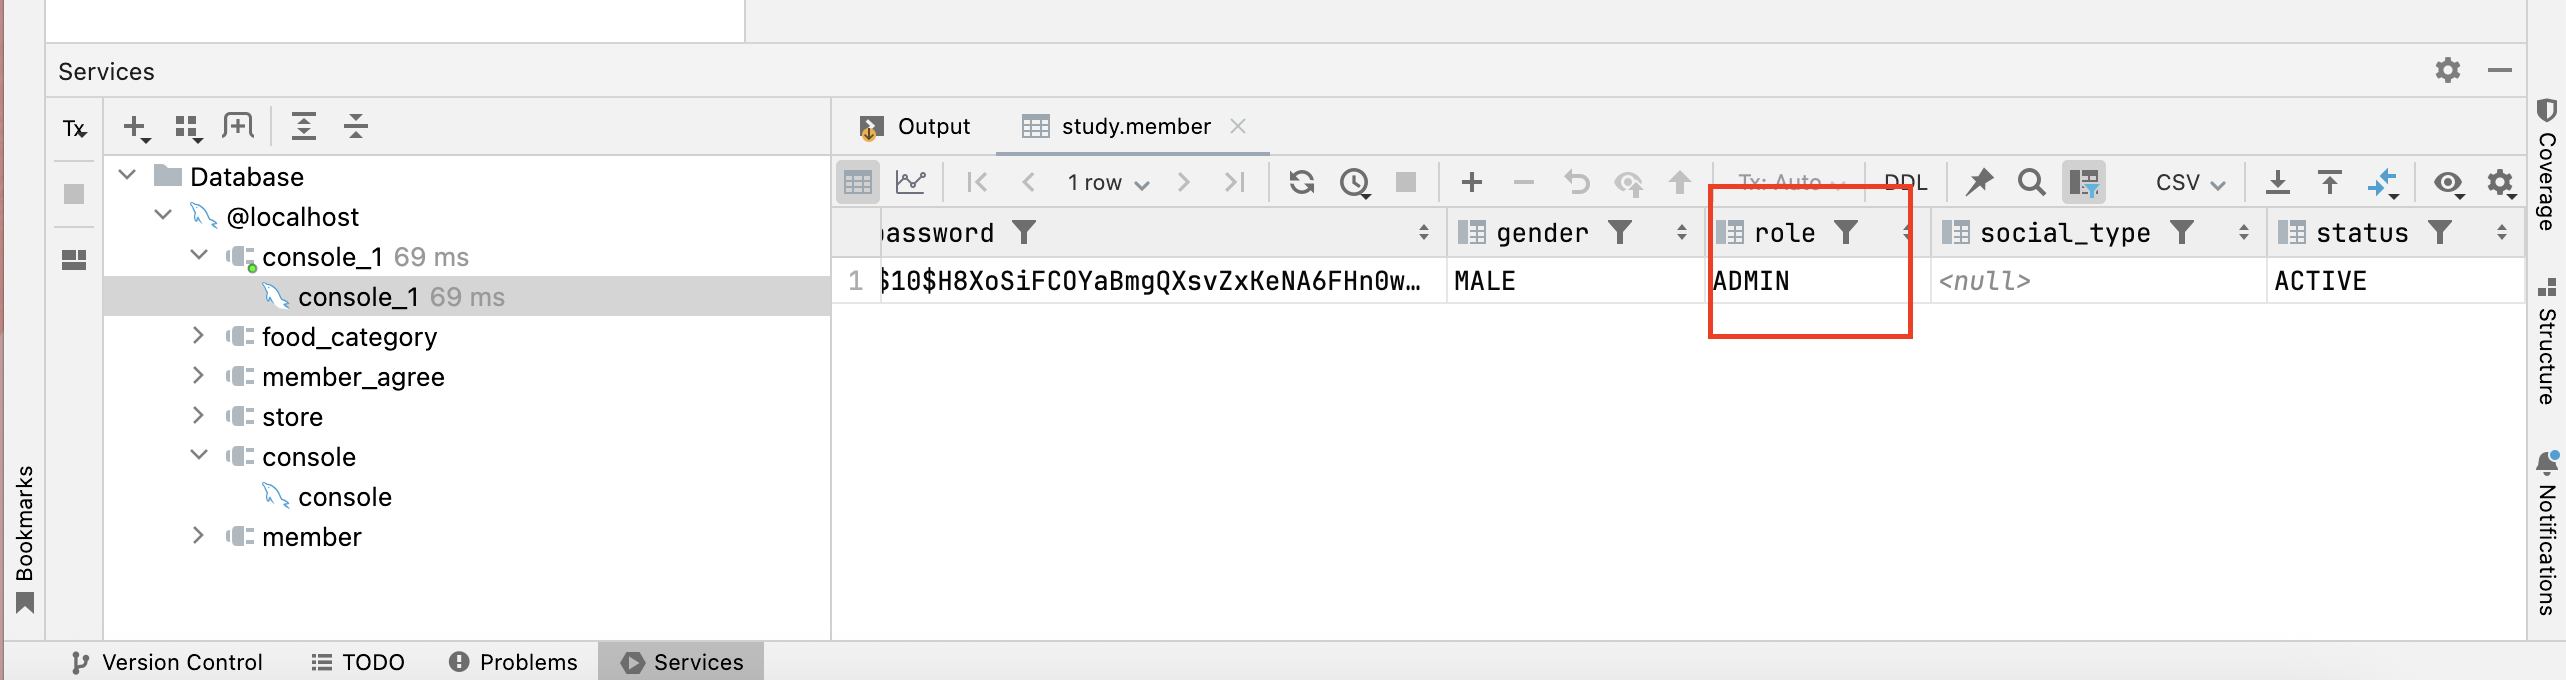 Services
Tx
Output
study.member
Database
@localhost
console_1 69 ms
console_1 69 ms
food_category
member_agree
store
console
console
member
1 row
Tx: Auto
DDL
CSV
password
gender
role
social_type
status
1
$10$H8XoSiFCOYaBmgQXsvZxKeNA6FHn0w…
MALE
ADMIN
<null>
ACTIVE
Bookmarks
Coverage
Structure
Notifications
Version Control
TODO
Problems
Services